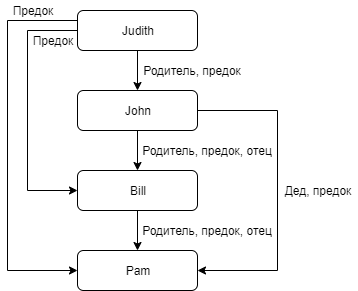 Предок
Judith
Предок
Родитель, предок
John
Родитель, предок, отец
Bill
Дед, предок
Родитель, предок, отец
Pam